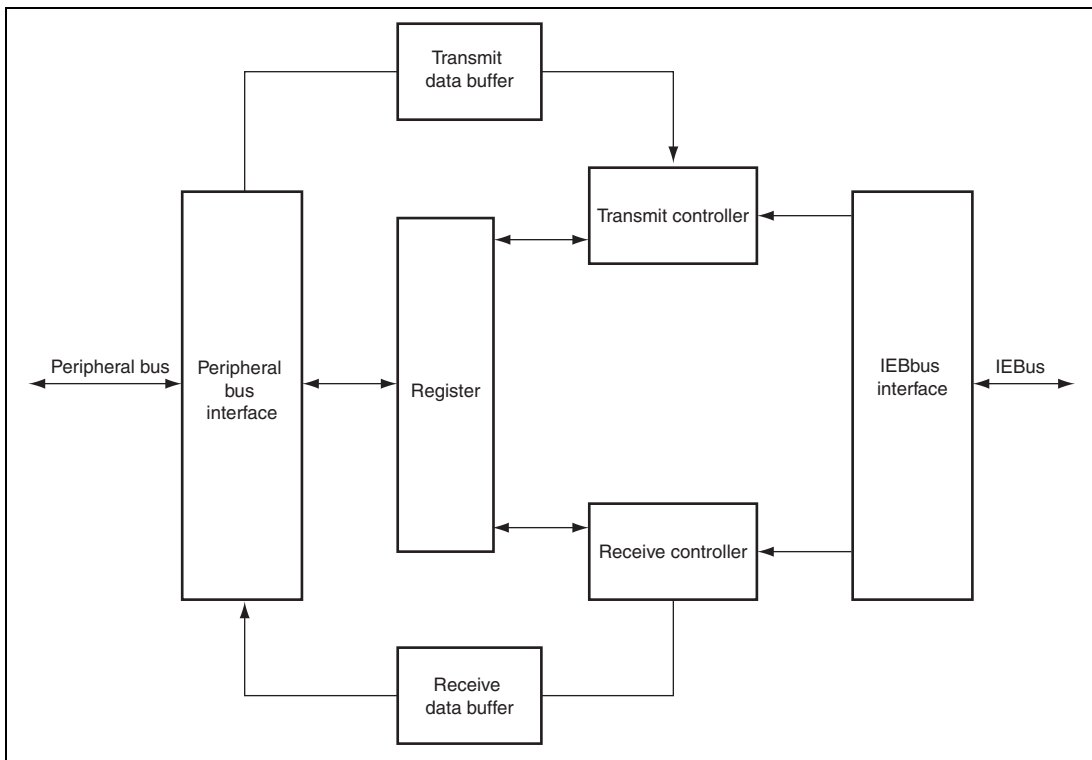 Transmit
data buffer
Transmit controller
Peripheral bus
Peripheral
bus
interface
Register
IEBbus
interface
IEBus
Receive controller
Receive
data buffer